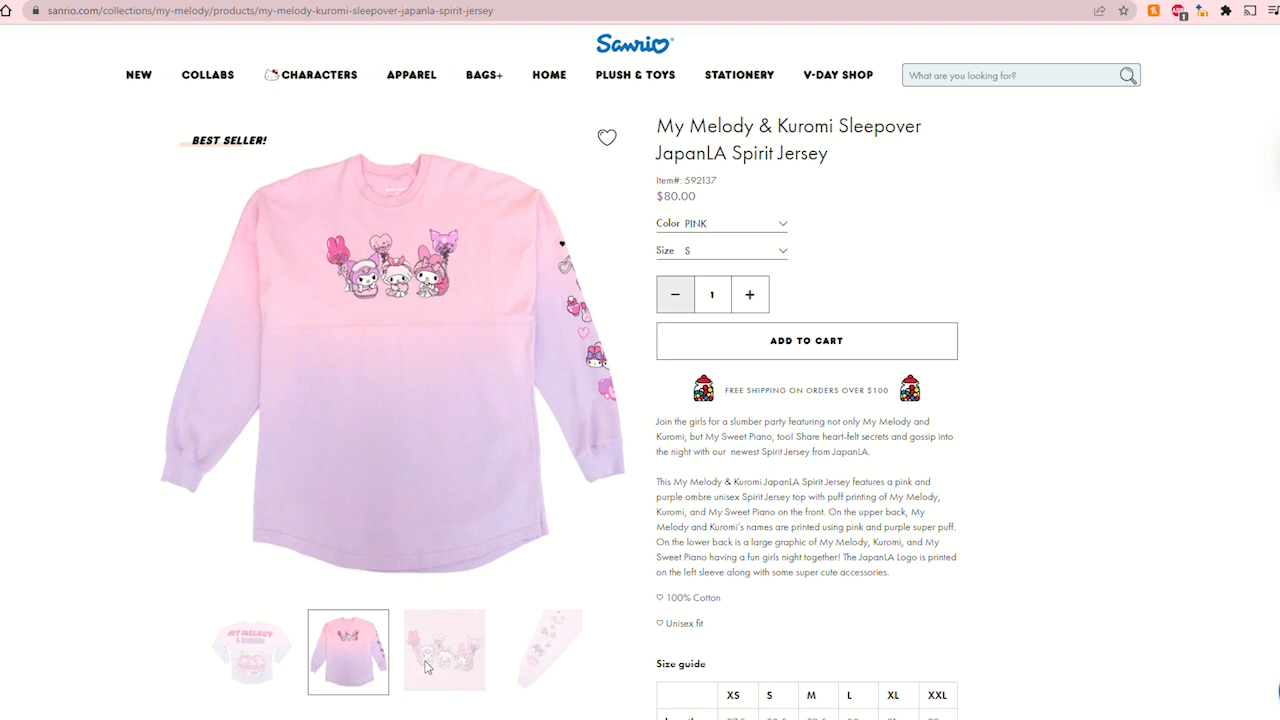 sanrio.com/collections/my-melody/products/my-melody-kuromi-sleepover-japanla-spirit-jersey
Sanrio
NEW COLLABS CHARACTERS APPAREL BAGS+ HOME PLUSH & TOYS STATIONERY V-DAY SHOP What are you looking for?
BEST SELLER!
My Melody & Kuromi Sleepover
JapanLA Spirit Jersey
Item#: 592137
$80.00
Color PINK
Size S
− 1 +
ADD TO CART
FREE SHIPPING ON ORDERS OVER $100
Join the girls for a slumber party featuring not only My Melody and
Kuromi, but My Sweet Piano, too! Share heart-felt secrets and gossip into
the night with our newest Spirit Jersey from JapanLA.
This My Melody & Kuromi JapanLA Spirit Jersey features a pink and
purple ombre unisex Spirit Jersey top with puff printing of My Melody,
Kuromi, and My Sweet Piano on the front. On the upper back, My
Melody and Kuromi's names are printed using pink and purple super puff.
On the lower back is a large graphic of My Melody, Kuromi, and My
Sweet Piano having a fun girls night together! The JapanLA Logo is printed
on the left sleeve along with some super cute accessories.
♡ 100% Cotton
♡ Unisex fit
Size guide
XS S M L XL XXL
MY MELODY
& KUROMI